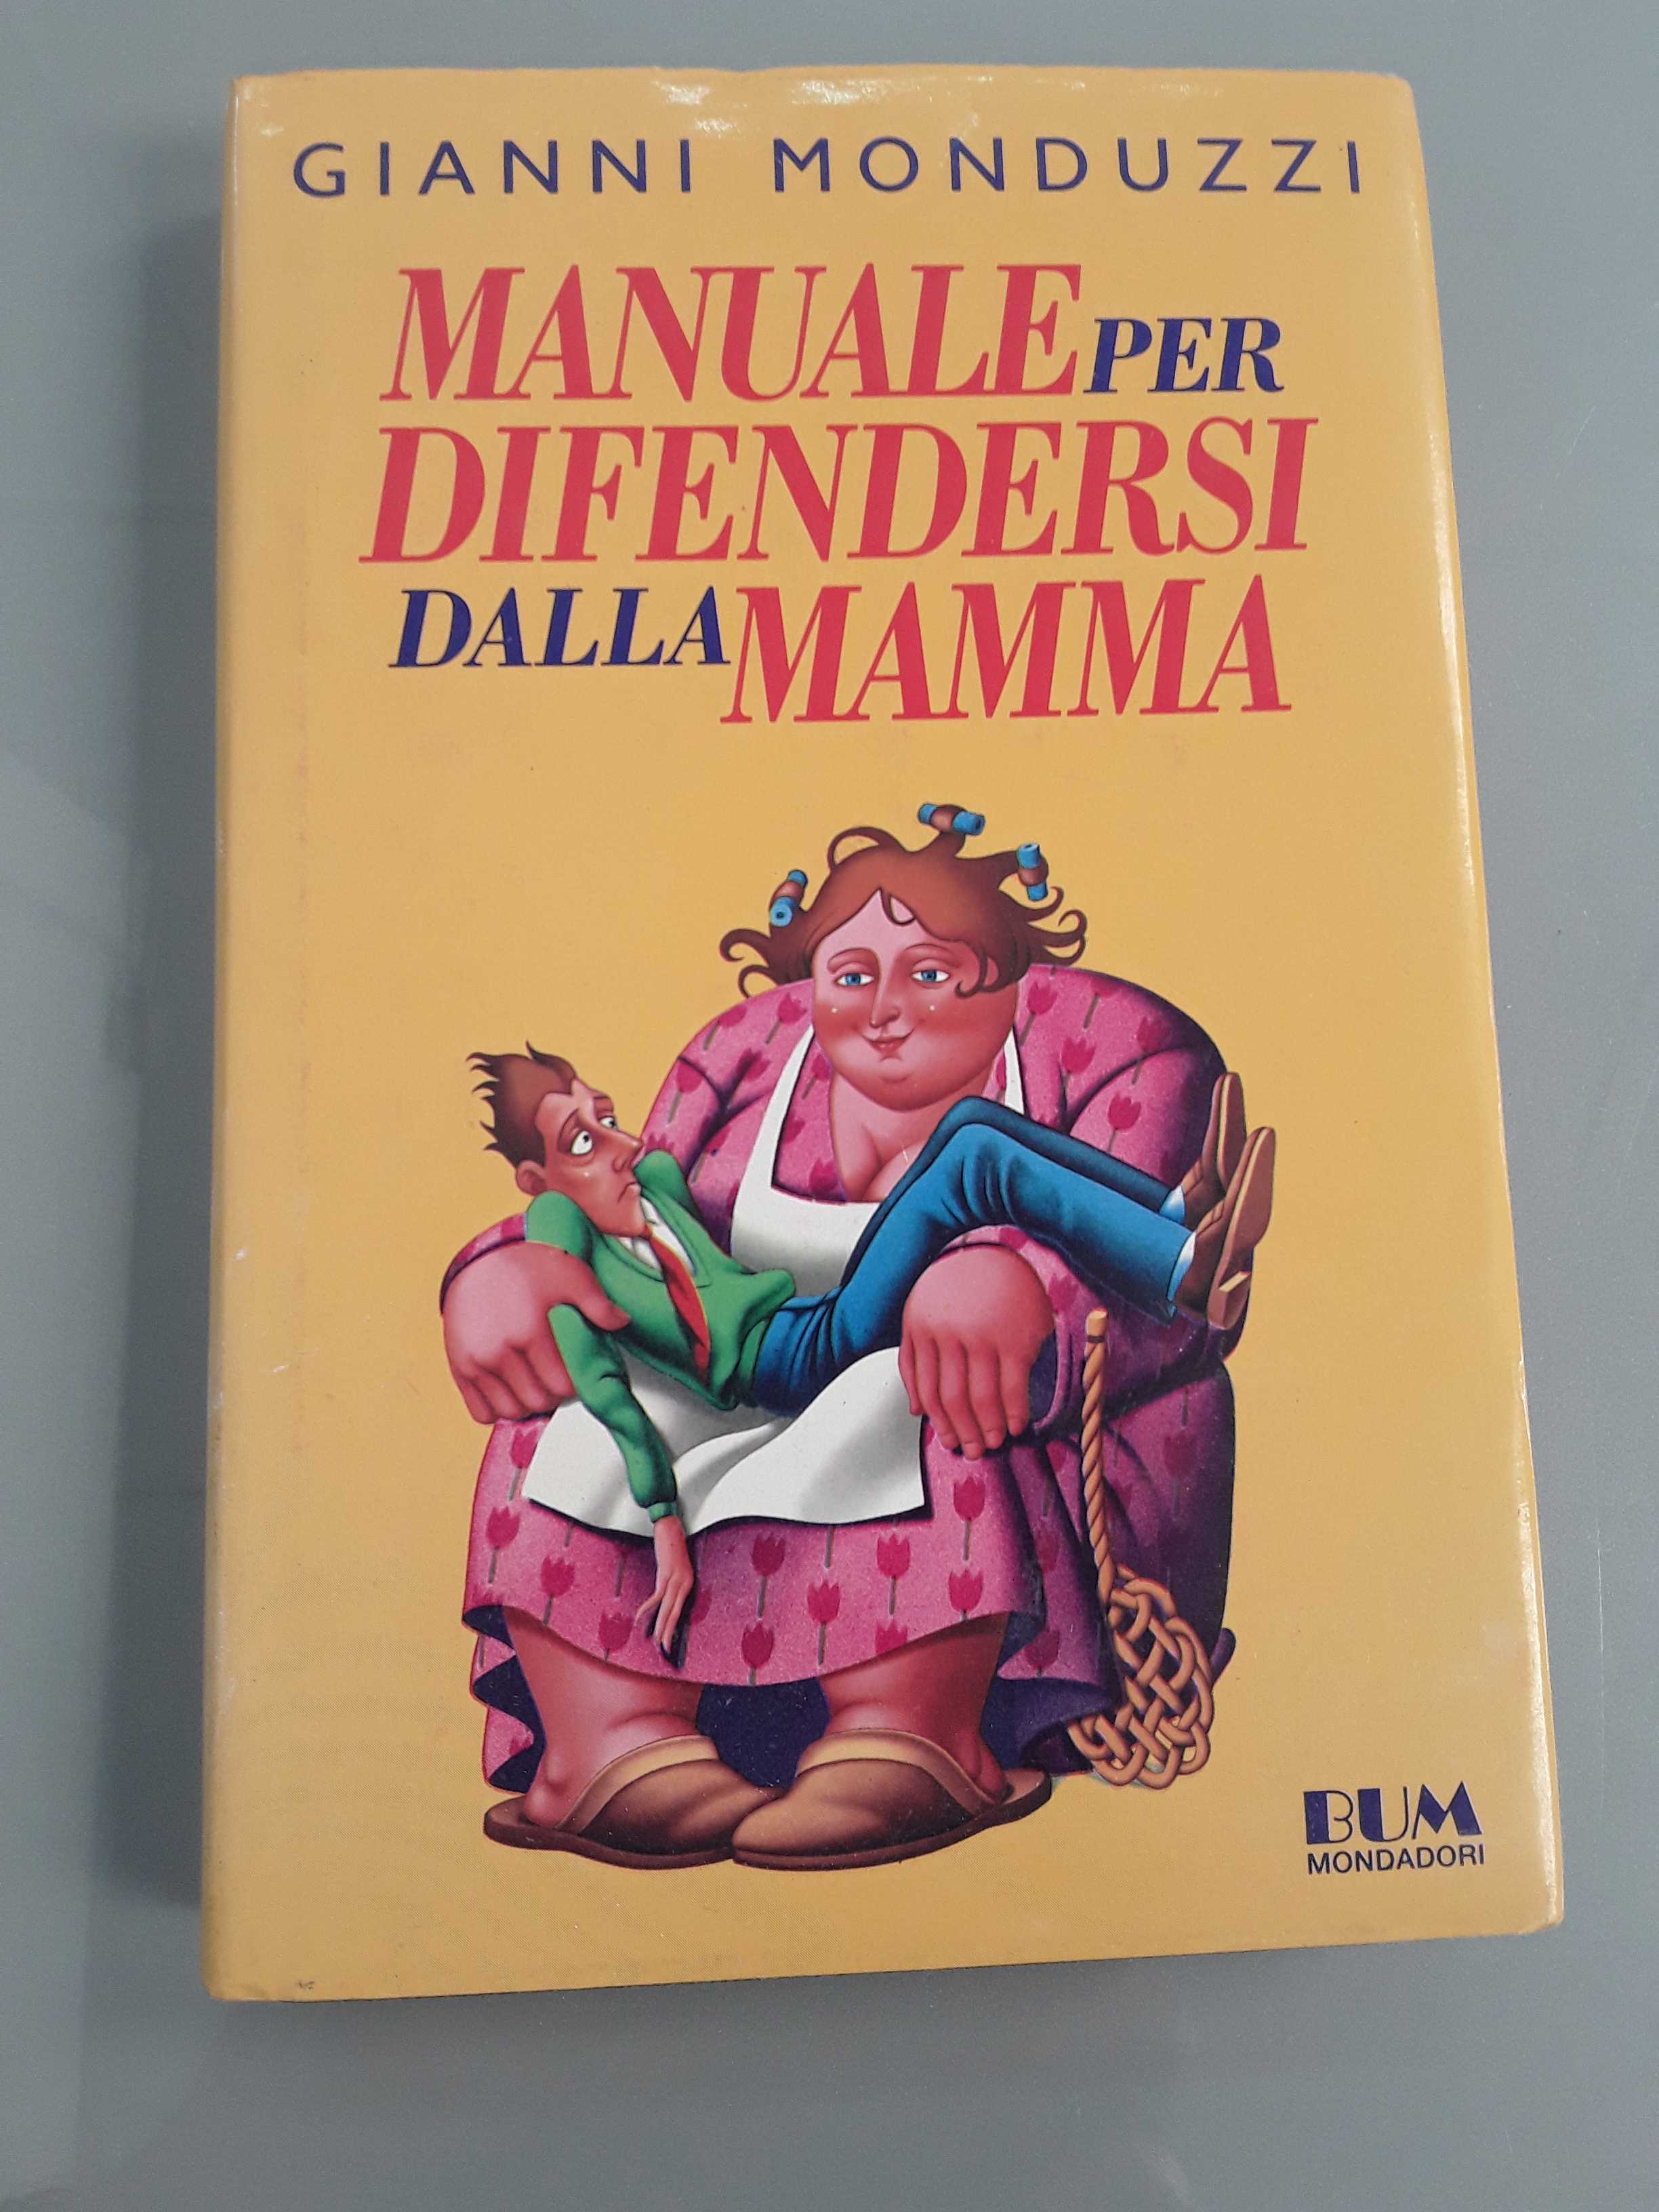 GIANNI MONDUZZI
MANUALE PER
DIFENDERSI
DALLA MAMMA
BUM
MONDADORI